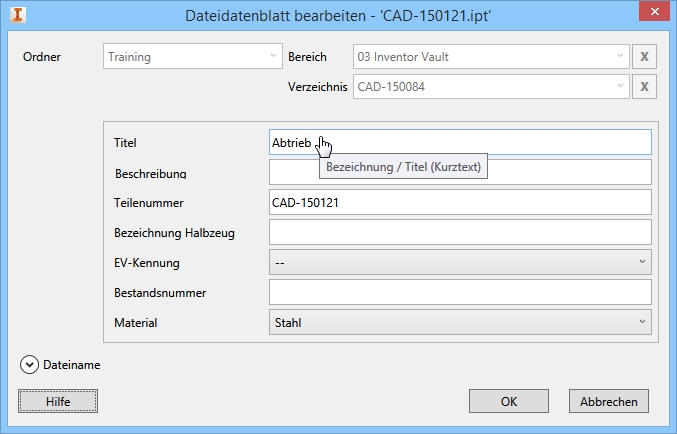 Dateidatenblatt bearbeiten - 'CAD-150121.ipt'
Ordner Training Bereich 03 Inventor Vault X
Verzeichnis CAD-150084 X
Titel Abtrieb
Bezeichnung / Titel (Kurztext)
Beschreibung
Teilenummer CAD-150121
Bezeichnung Halbzeug
EV-Kennung --
Bestandsnummer
Material Stahl
Dateiname
Hilfe OK Abbrechen